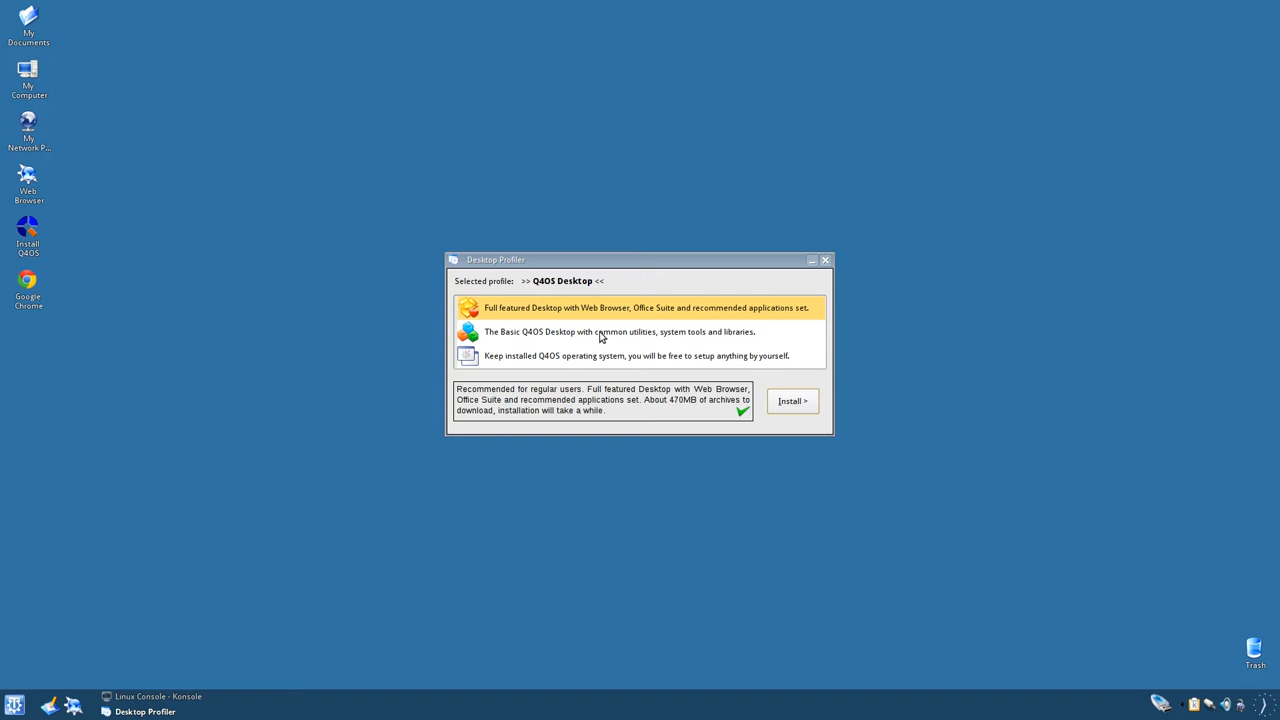 My
Documents
My
Computer
My
Network P...
Web
Browser
Install
Q4OS
Google
Chrome
Desktop Profiler
Selected profile: >> Q4OS Desktop <<
Full featured Desktop with Web Browser, Office Suite and recommended applications set.
The Basic Q4OS Desktop with common utilities, system tools and libraries.
Keep installed Q4OS operating system, you will be free to setup anything by yourself.
Recommended for regular users. Full featured Desktop with Web Browser,
Office Suite and recommended applications set. About 470MB of archives to
download, installation will take a while.
Install >
Trash
Linux Console - Konsole
Desktop Profiler